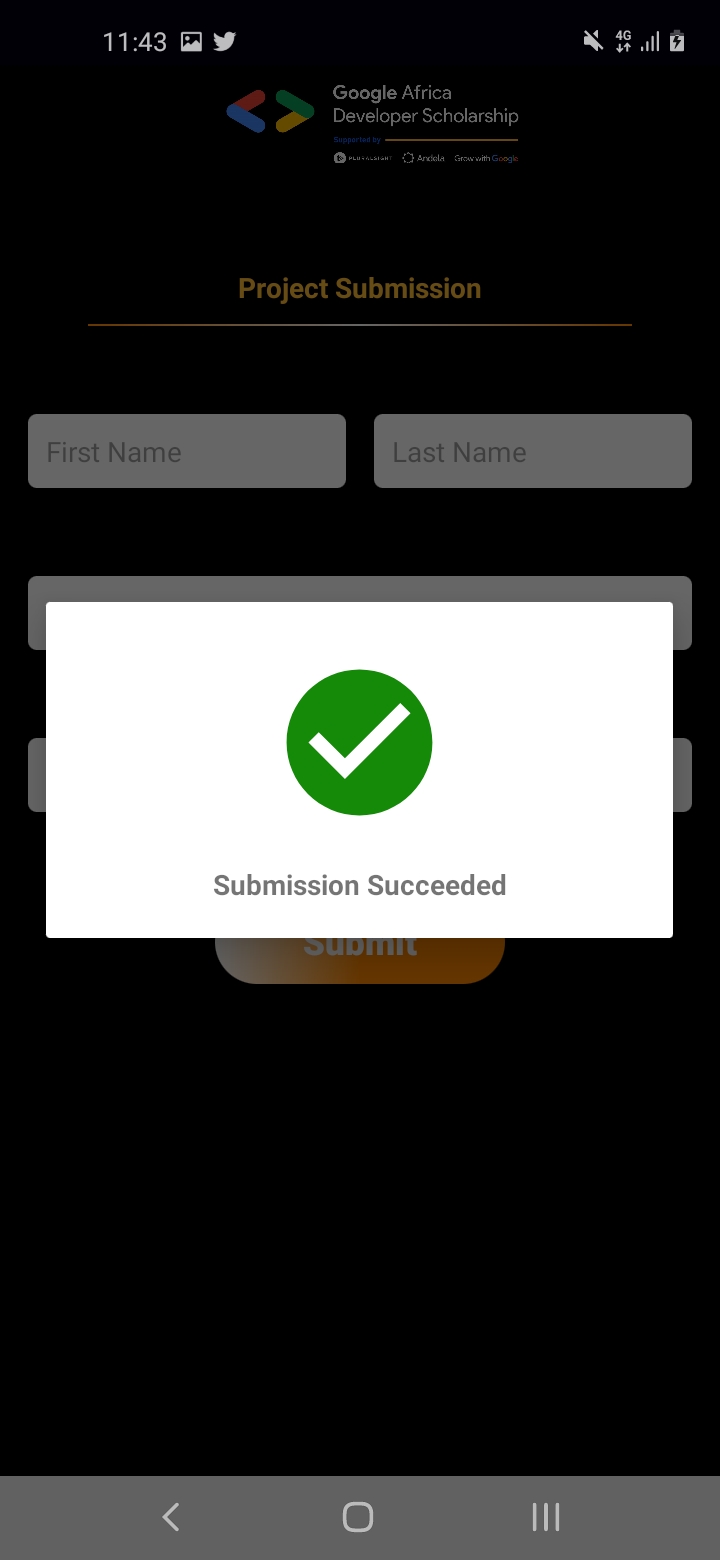 11:43
4G
Google Africa
Developer Scholarship
Supported by
PLURALSIGHT Andela Grow with Google
Project Submission
First Name
Last Name
Submission Succeeded
Submit